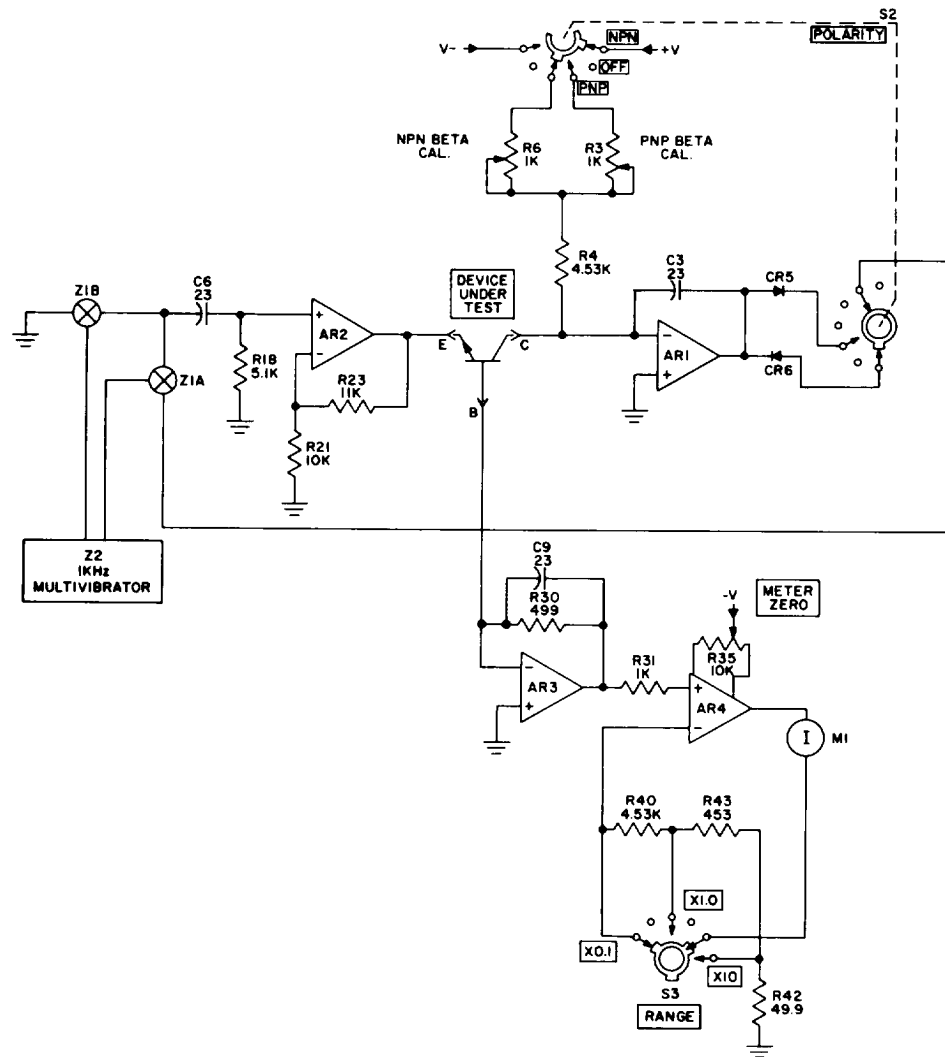 S2
POLARITY
V-
NPN
+V
OFF
PNP
NPN BETA
CAL.
R6
1K
R3
1K
PNP BETA
CAL.
R4
4.53K
C3
23
DEVICE
UNDER
TEST
Z1B
C6
23
+
AR2
-
E
C
B
-
AR1
+
CR5
CR6
R18
5.1K
Z1A
R23
11K
R21
10K
Z2
1KHz
MULTIVIBRATOR
C9
23
R30
499
-
AR3
+
R31
1K
-V
METER
ZERO
R35
10K
+
AR4
-
I
M1
R40
4.53K
R43
453
X1.0
X0.1
X10
S3
RANGE
R42
49.9